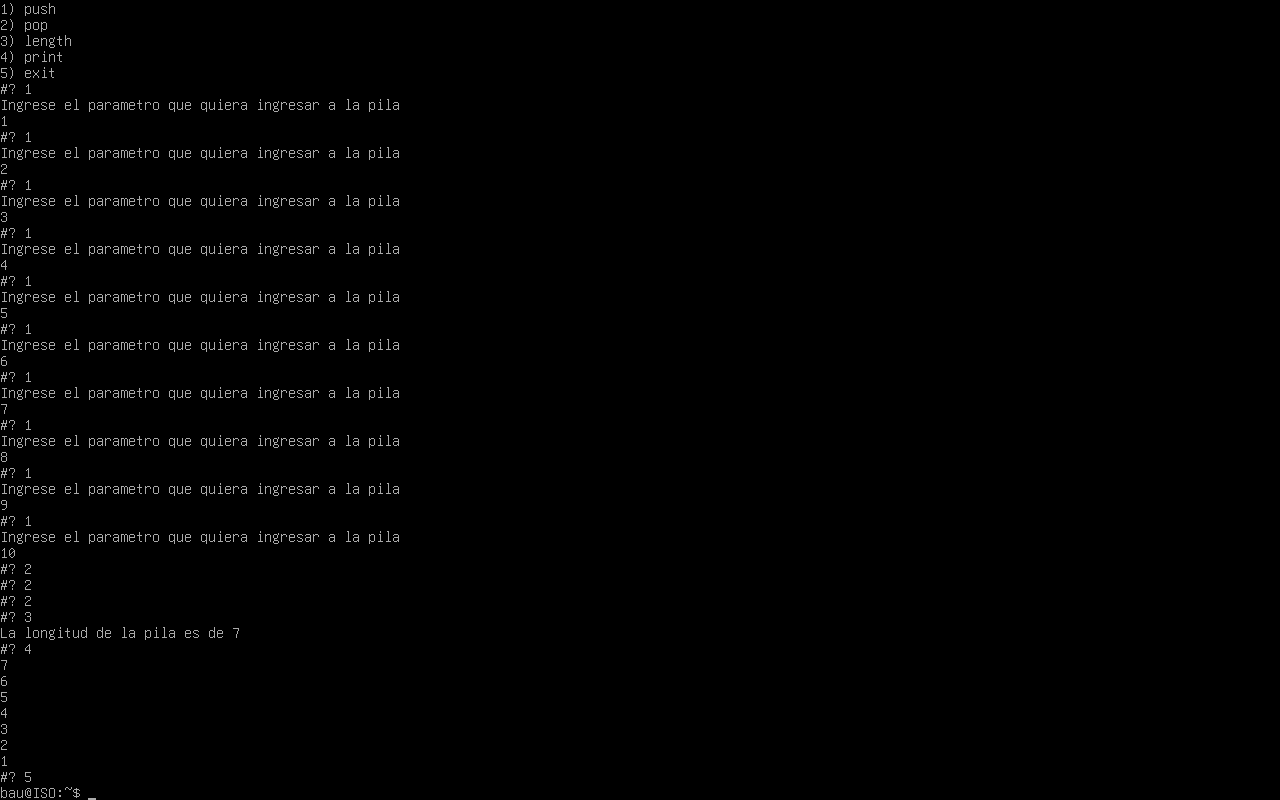 1) push
2) pop
3) length
4) print
5) exit
#? 1
Ingrese el parametro que quiera ingresar a la pila
1
#? 1
Ingrese el parametro que quiera ingresar a la pila
2
#? 1
Ingrese el parametro que quiera ingresar a la pila
3
#? 1
Ingrese el parametro que quiera ingresar a la pila
4
#? 1
Ingrese el parametro que quiera ingresar a la pila
5
#? 1
Ingrese el parametro que quiera ingresar a la pila
6
#? 1
Ingrese el parametro que quiera ingresar a la pila
7
#? 1
Ingrese el parametro que quiera ingresar a la pila
8
#? 1
Ingrese el parametro que quiera ingresar a la pila
9
#? 1
Ingrese el parametro que quiera ingresar a la pila
10
#? 2
#? 2
#? 2
#? 3
La longitud de la pila es de 7
#? 4
7
6
5
4
3
2
1
#? 5
bau@ISO:~$ _